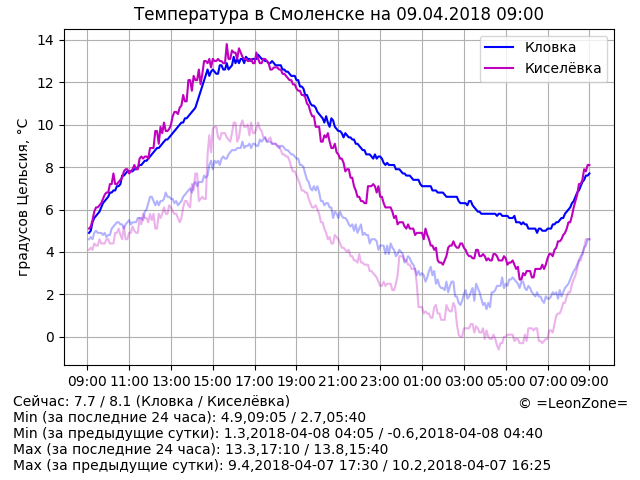 Температура в Смоленске на 09.04.2018 09:00
градусов Цельсия, °C
14
12
10
8
6
4
2
0
Кловка
Киселёвка
09:00 11:00 13:00 15:00 17:00 19:00 21:00 23:00 01:00 03:00 05:00 07:00 09:00
Сейчас: 7.7 / 8.1 (Кловка / Киселёвка)
© =LeonZone=
Min (за последние 24 часа): 4.9,09:05 / 2.7,05:40
Min (за предыдущие сутки): 1.3,2018-04-08 04:05 / -0.6,2018-04-08 04:40
Max (за последние 24 часа): 13.3,17:10 / 13.8,15:40
Max (за предыдущие сутки): 9.4,2018-04-07 17:30 / 10.2,2018-04-07 16:25